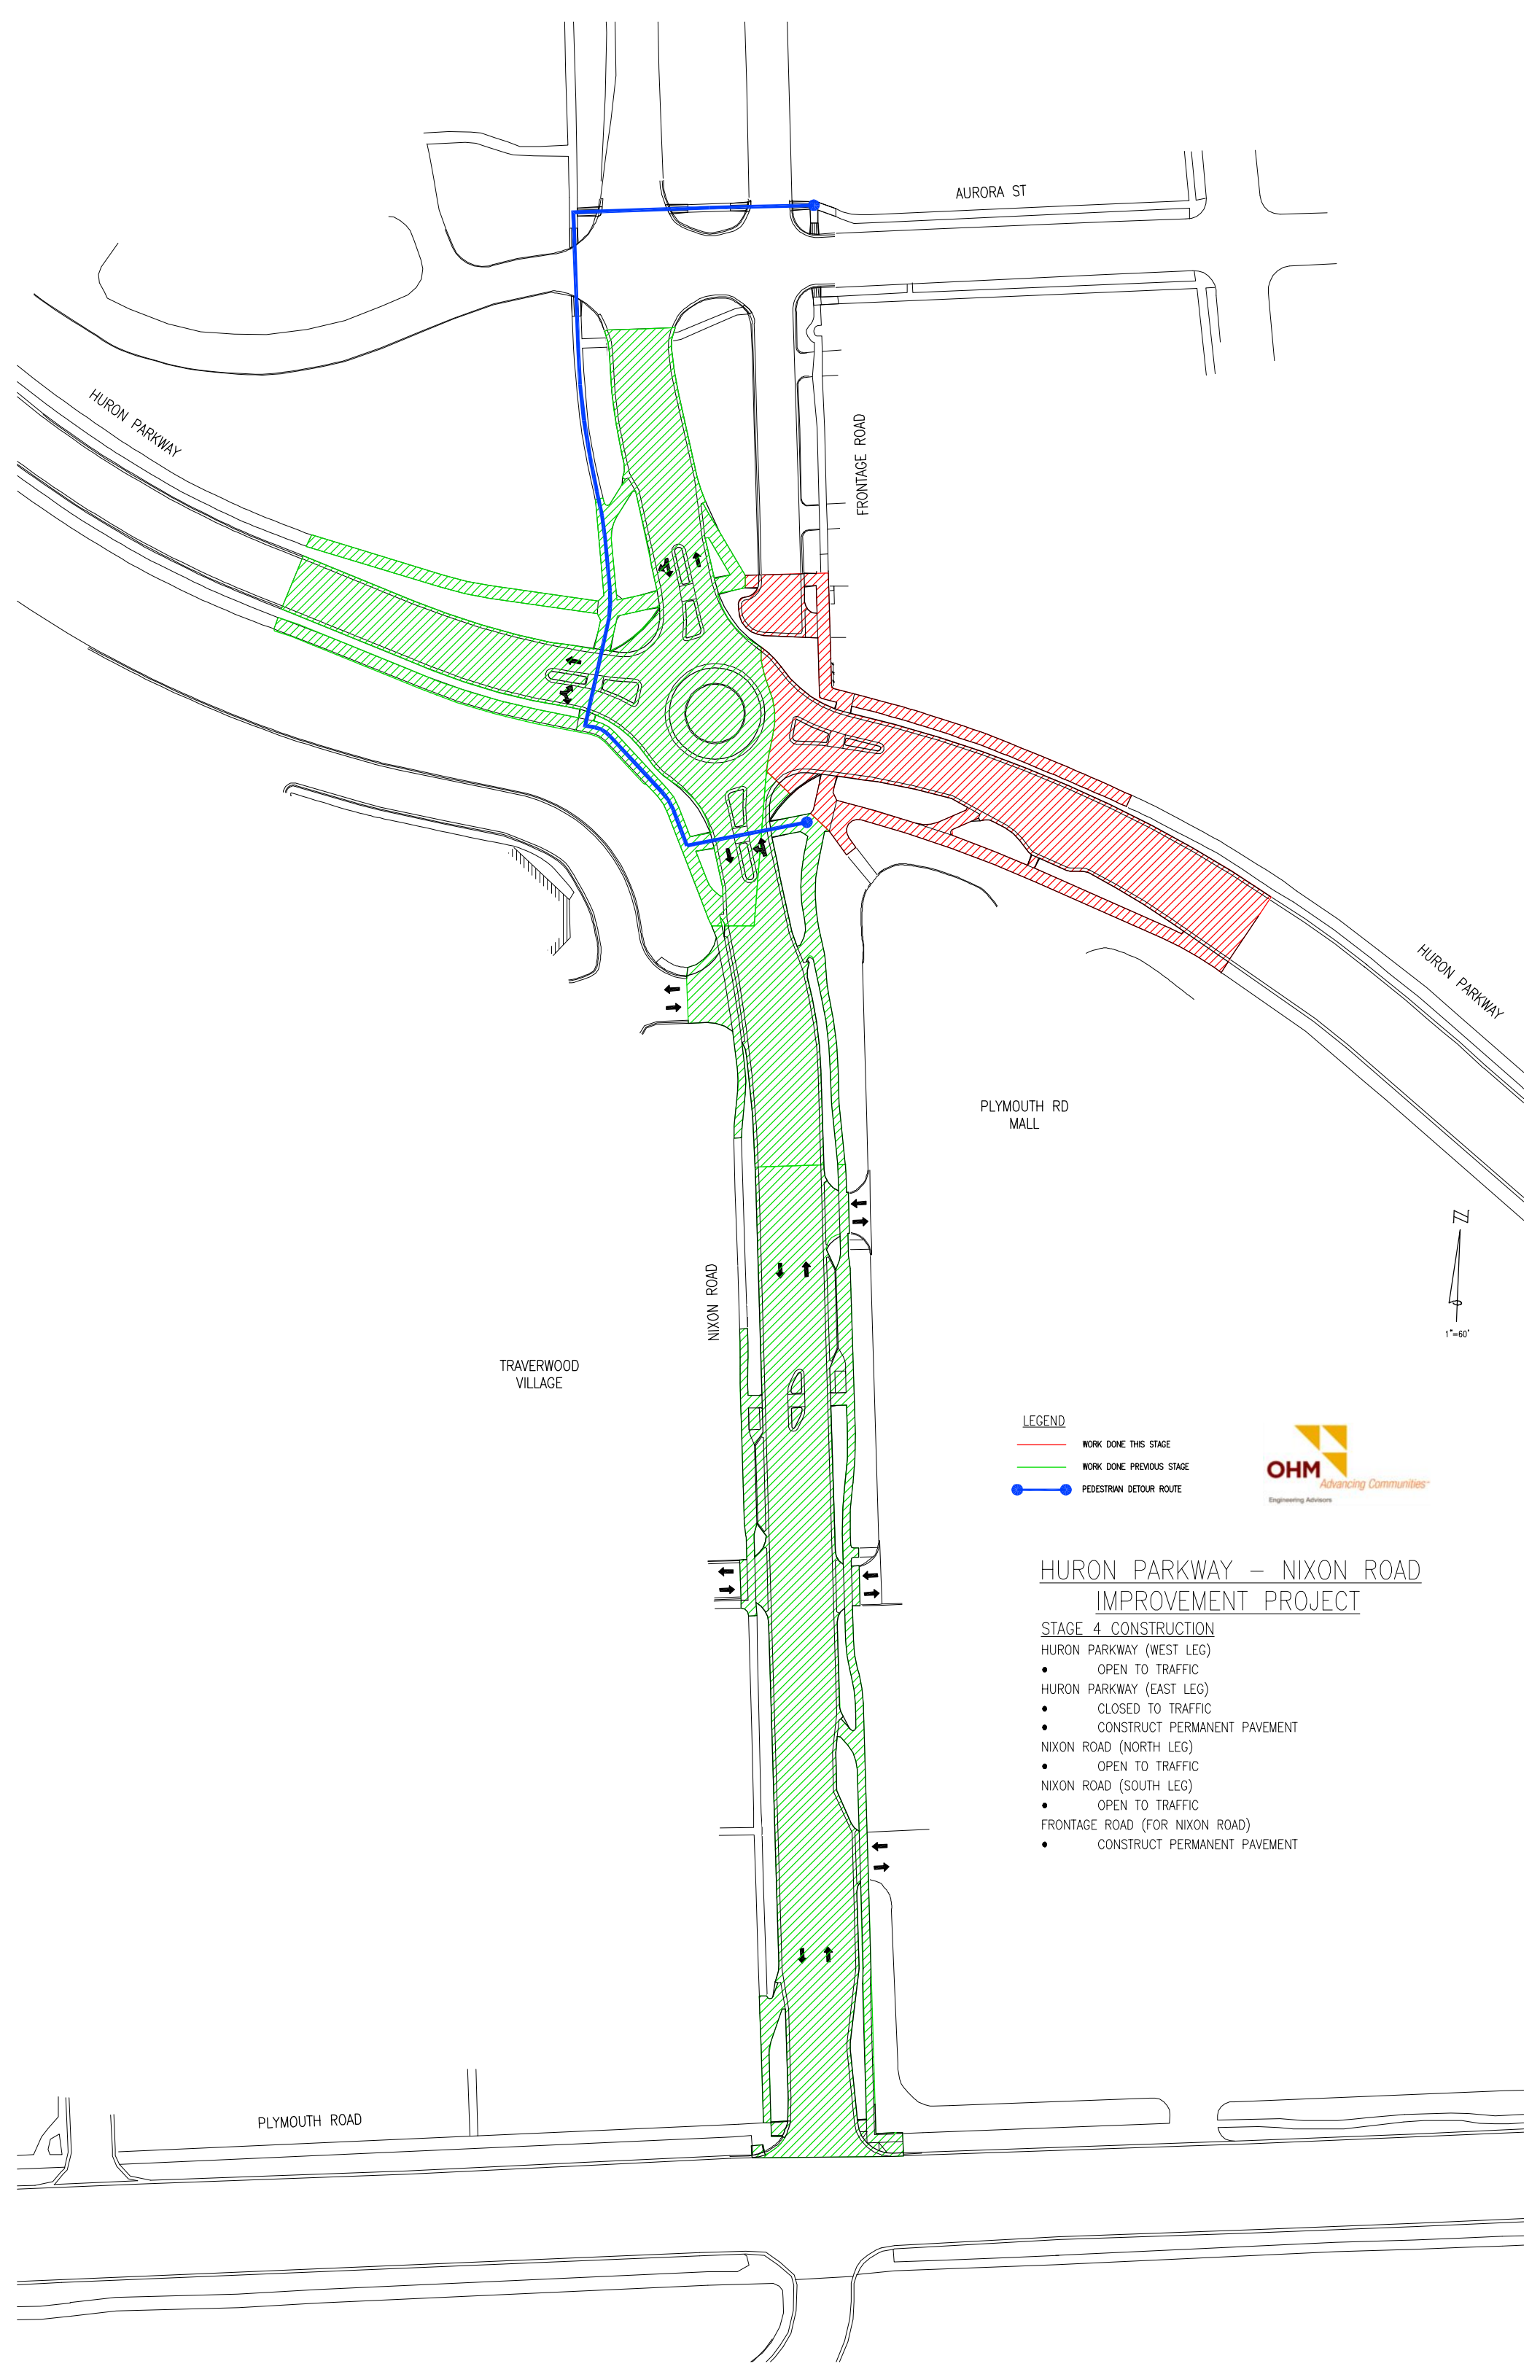 AURORA ST
HURON PARKWAY
FRONTAGE ROAD
HURON PARKWAY
PLYMOUTH RD
MALL
NIXON ROAD
Z
1"=60'
TRAVERWOOD
VILLAGE
LEGEND
WORK DONE THIS STAGE
WORK DONE PREVIOUS STAGE
PEDESTRIAN DETOUR ROUTE
OHM
Advancing Communities
Engineering Advisors
HURON PARKWAY – NIXON ROAD
IMPROVEMENT PROJECT
STAGE 4 CONSTRUCTION
HURON PARKWAY (WEST LEG)
• OPEN TO TRAFFIC
HURON PARKWAY (EAST LEG)
• CLOSED TO TRAFFIC
• CONSTRUCT PERMANENT PAVEMENT
NIXON ROAD (NORTH LEG)
• OPEN TO TRAFFIC
NIXON ROAD (SOUTH LEG)
• OPEN TO TRAFFIC
FRONTAGE ROAD (FOR NIXON ROAD)
• CONSTRUCT PERMANENT PAVEMENT
PLYMOUTH ROAD